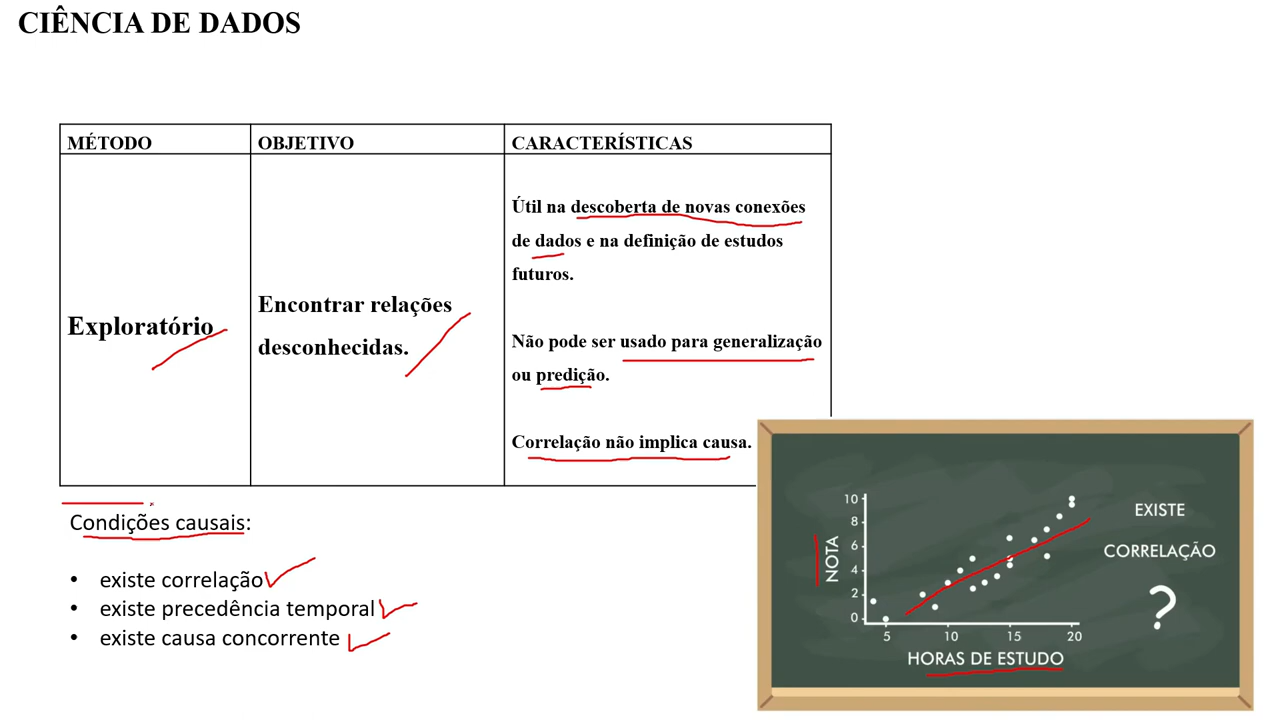 CIÊNCIA DE DADOS
MÉTODO
OBJETIVO
CARACTERÍSTICAS
Exploratório
Encontrar relações
desconhecidas.
Útil na descoberta de novas conexões
de dados e na definição de estudos
futuros.
Não pode ser usado para generalização
ou predição.
Correlação não implica causa.
Condições causais:
• existe correlação
• existe precedência temporal
• existe causa concorrente
10
8
6
4
2
0
NOTA
5
10
15
20
HORAS DE ESTUDO
EXISTE
CORRELAÇÃO
?